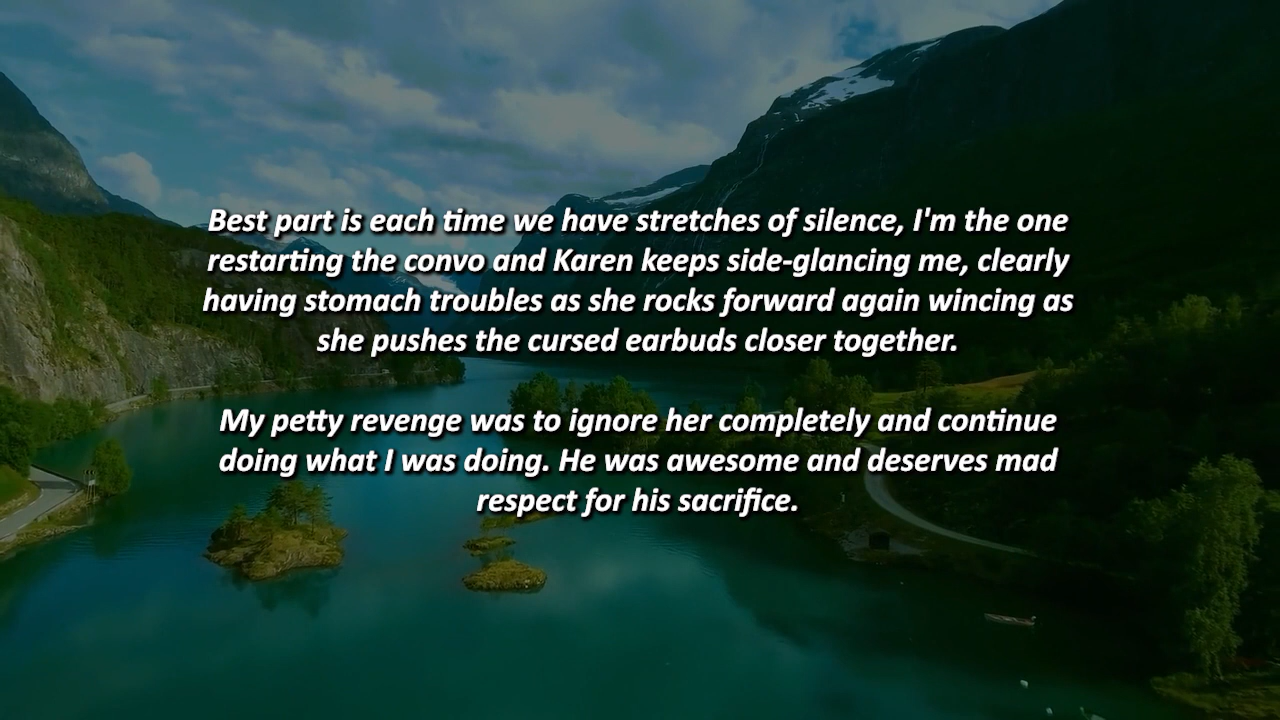 Best part is each time we have stretches of silence, I'm the one
restarting the convo and Karen keeps side-glancing me, clearly
having stomach troubles as she rocks forward again wincing as
she pushes the cursed earbuds closer together.
My petty revenge was to ignore her completely and continue
doing what I was doing. He was awesome and deserves mad
respect for his sacrifice.